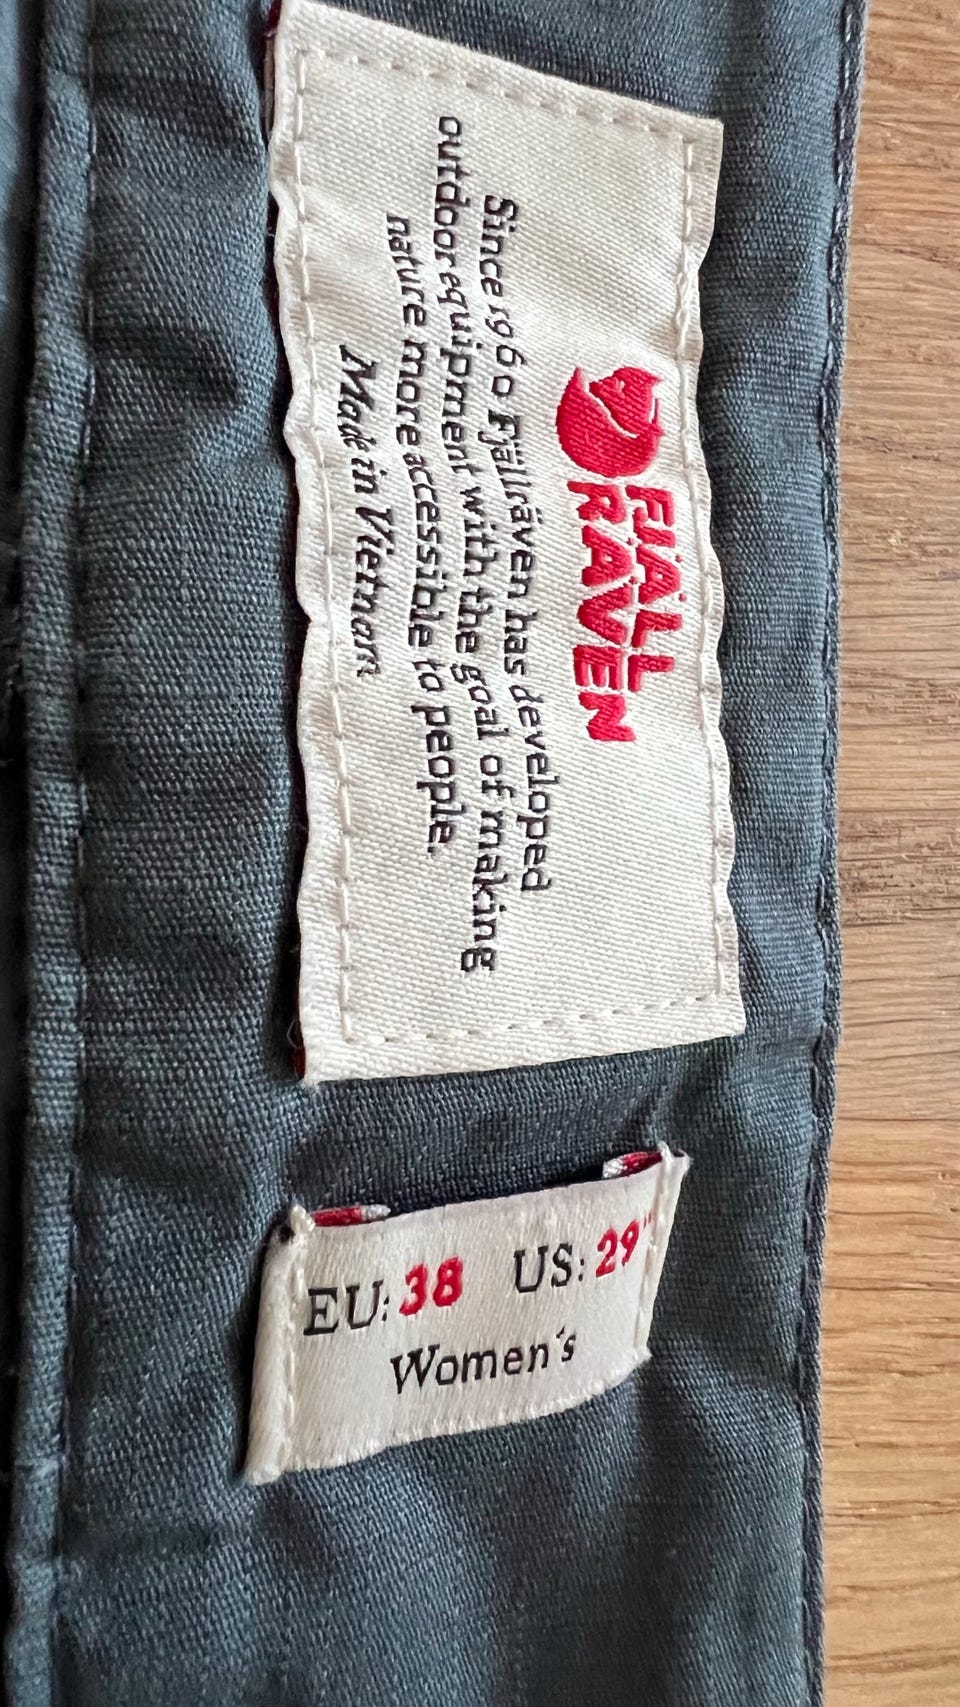 FJÄLL
RÄVEN
Since 1960 Fjällräven has developed
outdoor equipment with the goal of making
nature more accessible to people.
Made in Vietnam
EU: 38 US: 29"
Women's